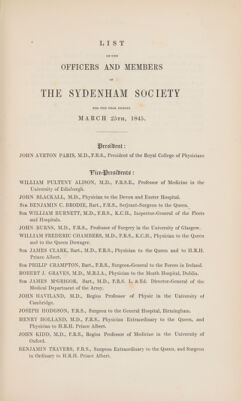 LIST
OF THE
OFFICERS AND MEMBERS
OF
THE SYDENHAM SOCIETY
FOR THE YEAR ENDING
MARCH 25TH, 1845.
President:
JOHN AYRTON PARIS, M.D., F.R.S., President of the Royal College of Physicians
Vice-Presidents:
WILLIAM PULTENY ALISON, M.D., F.R.S.E., Professor of Medicine in the
University of Edinburgh.
JOHN BLACKALL, M.D., Physician to the Devon and Exeter Hospital.
SIR BENJAMIN C. BRODIE, Bart., F.R.S., Serjeant-Surgeon to the Queen.
SIR WILLIAM BURNETT, M.D., F.R.S., K.C.H., Inspector-General of the Fleets
and Hospitals.
JOHN BURNS, M.D., F.R.S., Professor of Surgery in the University of Glasgow.
WILLIAM FREDERIC CHAMBERS, M.D., F.R.S., K.C.H., Physician to the Queen
and to the Queen Dowager.
SIR JAMES CLARK, Bart., M.D., F.R.S., Physician to the Queen and to H.R.H.
Prince Albert.
SIR PHILIP CRAMPTON, Bart., F.R.S., Surgeon-General to the Forces in Ireland.
ROBERT J. GRAVES, M.D., M.R.I.A., Physician to the Meath Hospital, Dublin.
SIR JAMES M'GRIGOR, Bart., M.D., F.R.S. L. & Ed. Director-General of the
Medical Department of the Army.
JOHN HAVILAND, M.D., Regius Professor of Physic in the University of
Cambridge.
JOSEPH HODGSON, F.R.S., Surgeon to the General Hospital, Birmingham.
HENRY HOLLAND, M.D., F.R.S., Physician Extraordinary to the Queen, and
Physician to H.R.H. Prince Albert.
JOHN KIDD, M.D., F.R.S., Regius Professor of Medicine in the University of
Oxford.
BENJAMIN TRAVERS, F.R.S., Surgeon Extraordinary to the Queen, and Surgeon
in Ordinary to H.R.H. Prince Albert.